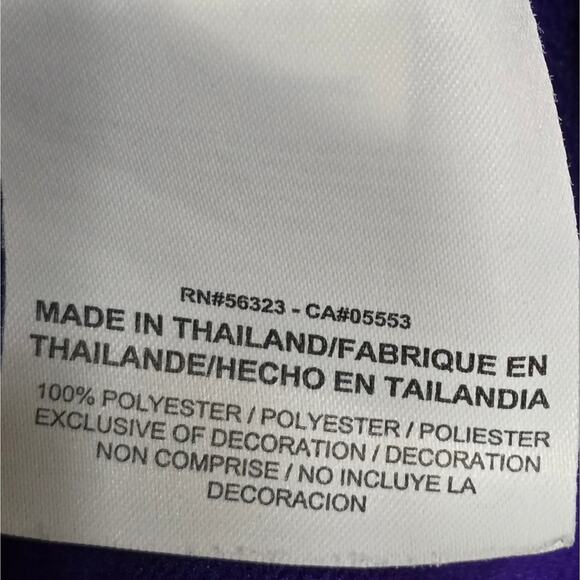 RN#56323 - CA#05553
MADE IN THAILAND/FABRIQUE EN
THAILANDE/HECHO EN TAILANDIA
100% POLYESTER / POLYESTER / POLIESTER
EXCLUSIVE OF DECORATION / DECORATION
NON COMPRISE / NO INCLUYE LA
DECORACION